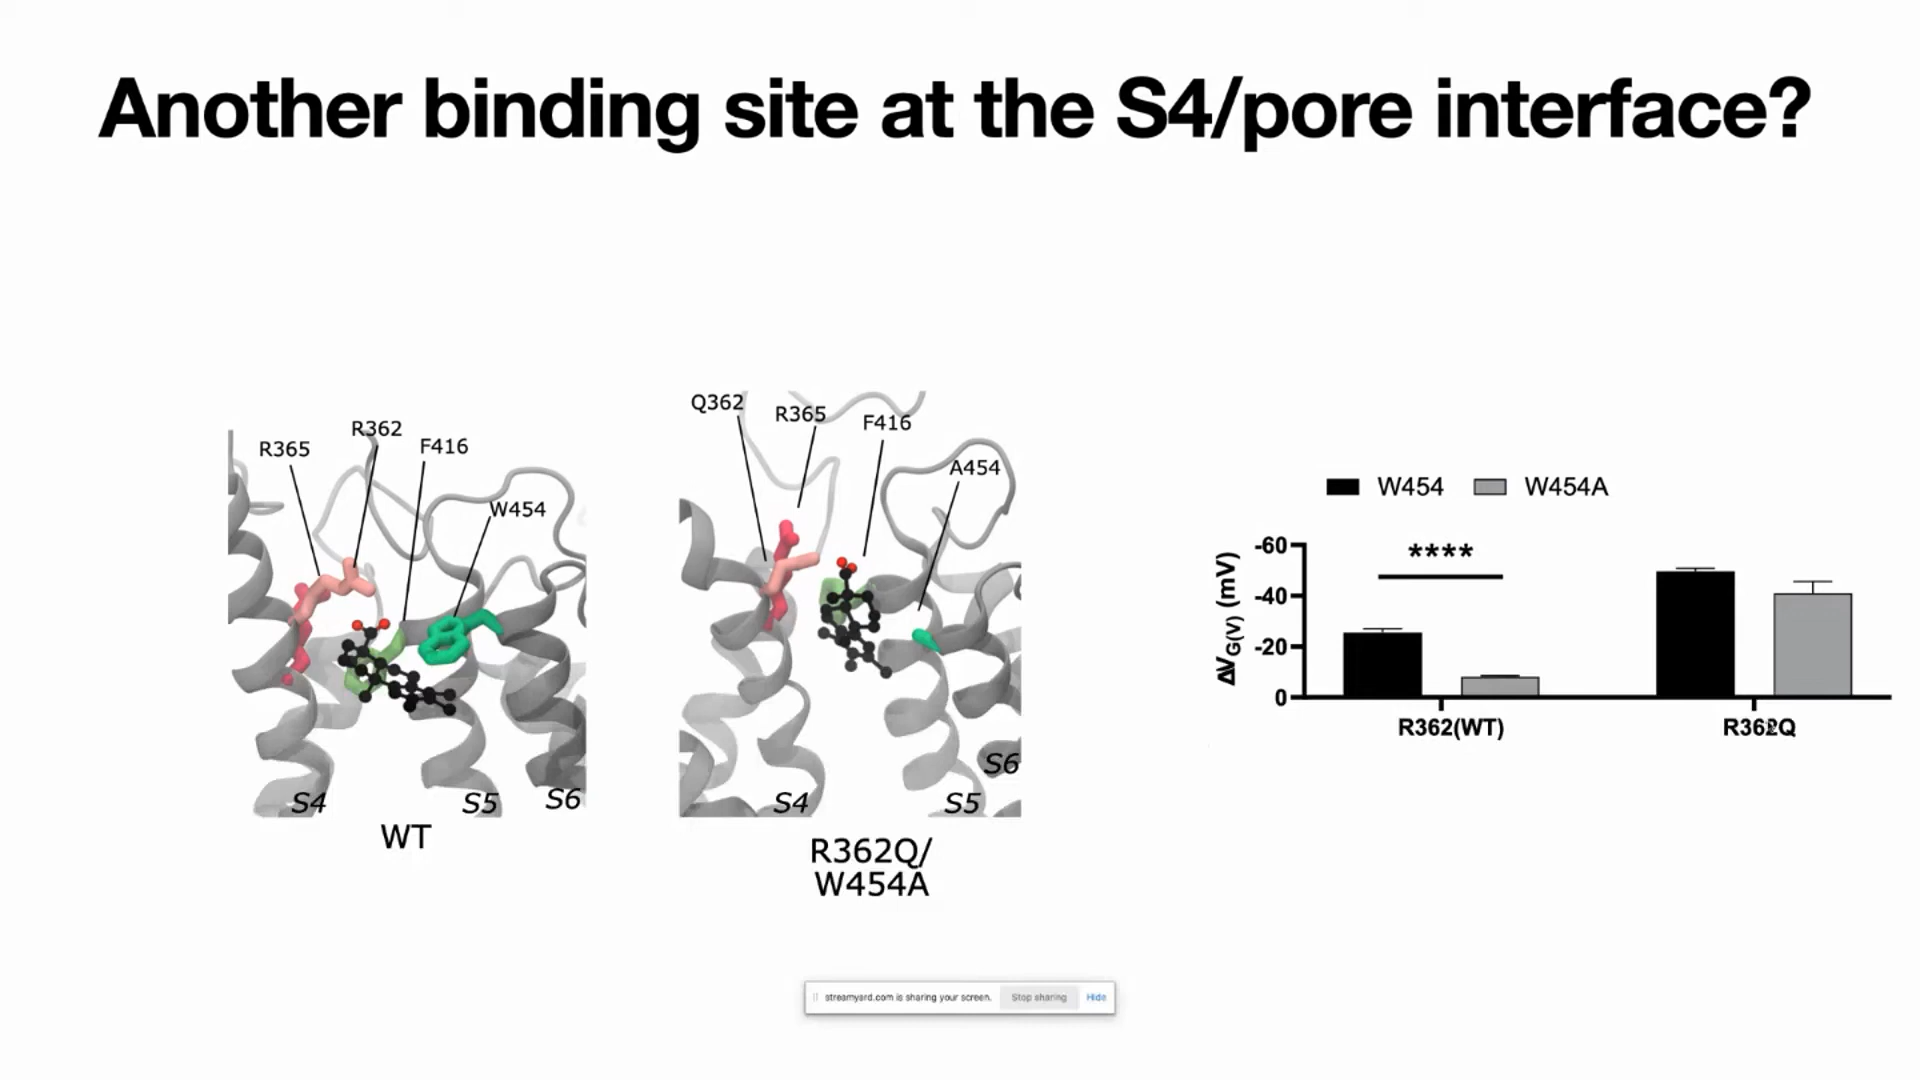 Another binding site at the S4/pore interface?
R365
R362
F416
W454
S4
S5
S6
WT
Q362
R365
F416
A454
S4
S5
S6
R362Q/
W454A
W454
W454A
****
ΔVG(V) (mV)
-60
-40
-20
0
R362(WT)
R362Q
streamyard.com is sharing your screen.
Stop sharing
Hide